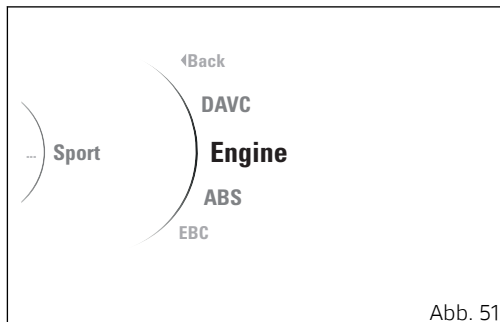 ◀Back
DAVC
... Sport Engine
ABS
EBC
Abb. 51